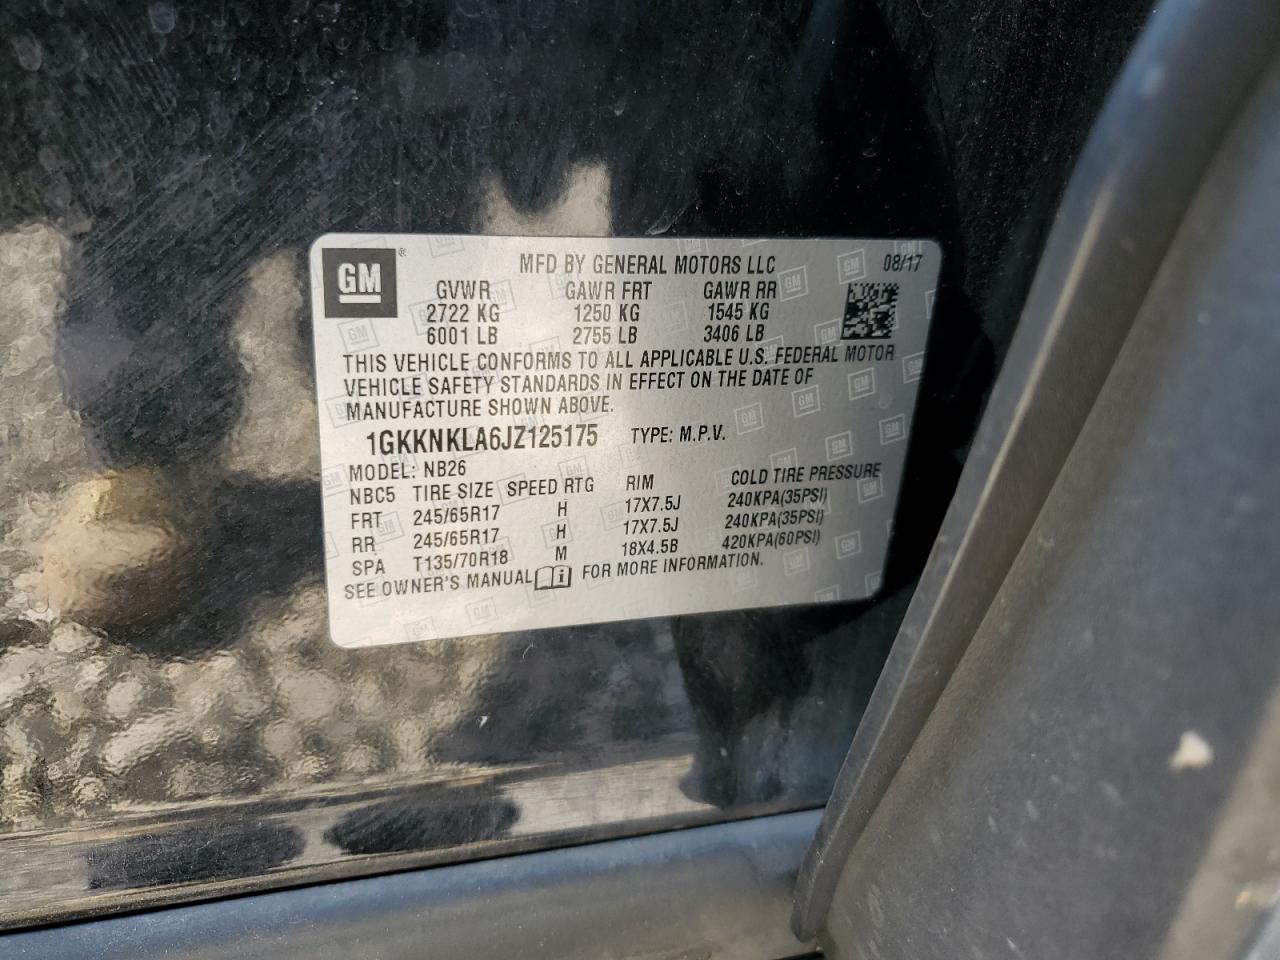 GM ® MFD BY GENERAL MOTORS LLC 08/17
GVWR GAWR FRT GAWR RR
2722 KG 1250 KG 1545 KG
6001 LB 2755 LB 3406 LB
THIS VEHICLE CONFORMS TO ALL APPLICABLE U.S. FEDERAL MOTOR
VEHICLE SAFETY STANDARDS IN EFFECT ON THE DATE OF
MANUFACTURE SHOWN ABOVE.
1GKKNKLA6JZ125175 TYPE: M.P.V.
MODEL: NB26
NBC5 TIRE SIZE SPEED RTG RIM COLD TIRE PRESSURE
FRT 245/65R17 H 17X7.5J 240KPA(35PSI)
RR 245/65R17 H 17X7.5J 240KPA(35PSI)
SPA T135/70R18 M 18X4.5B 420KPA(60PSI)
SEE OWNER'S MANUAL i FOR MORE INFORMATION.